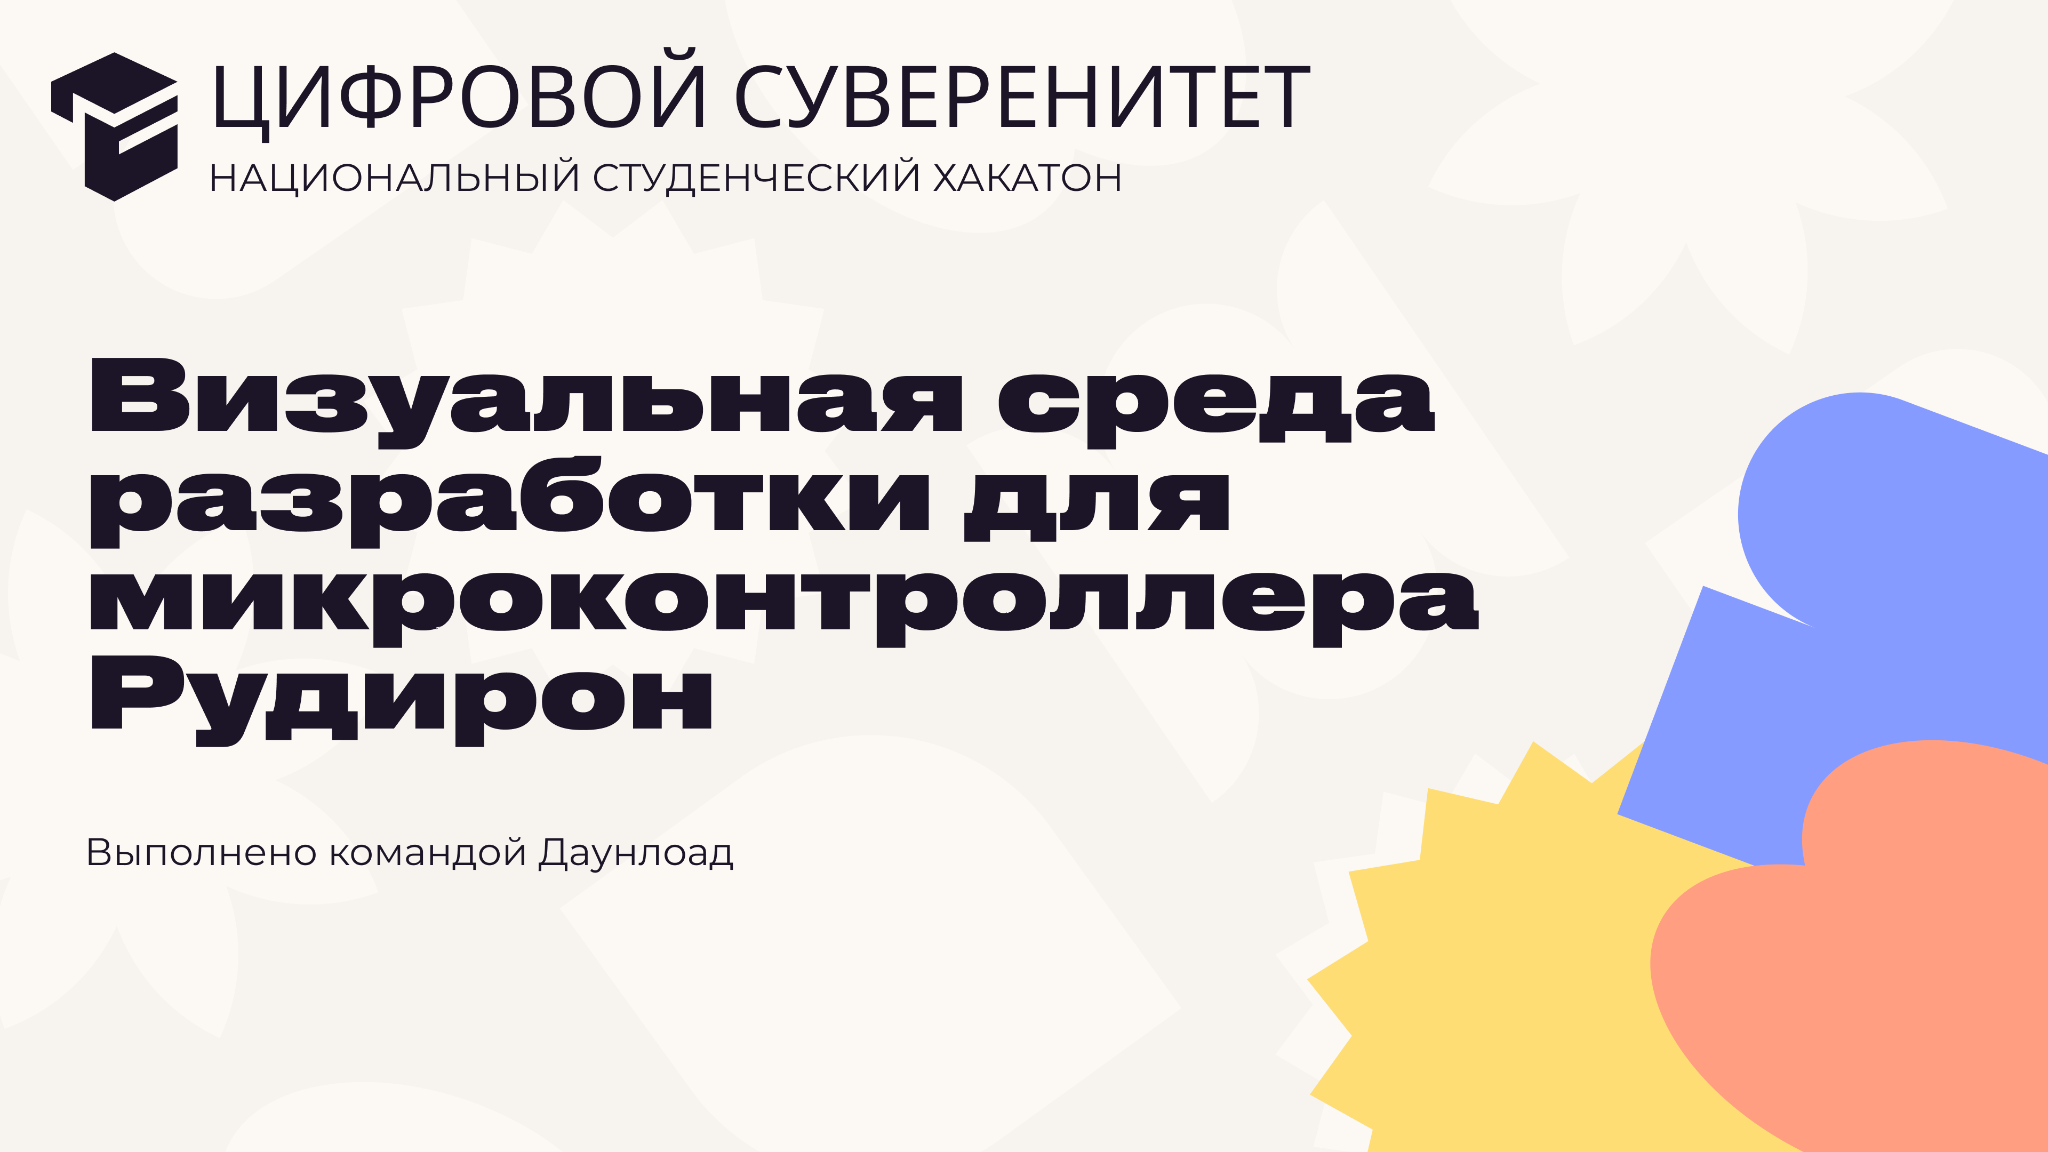 ЦИФРОВОЙ СУВЕРЕНИТЕТ
НАЦИОНАЛЬНЫЙ СТУДЕНЧЕСКИЙ ХАКАТОН
Визуальная среда
разработки для
микроконтроллера
Рудирон
Выполнено командой Даунлоад